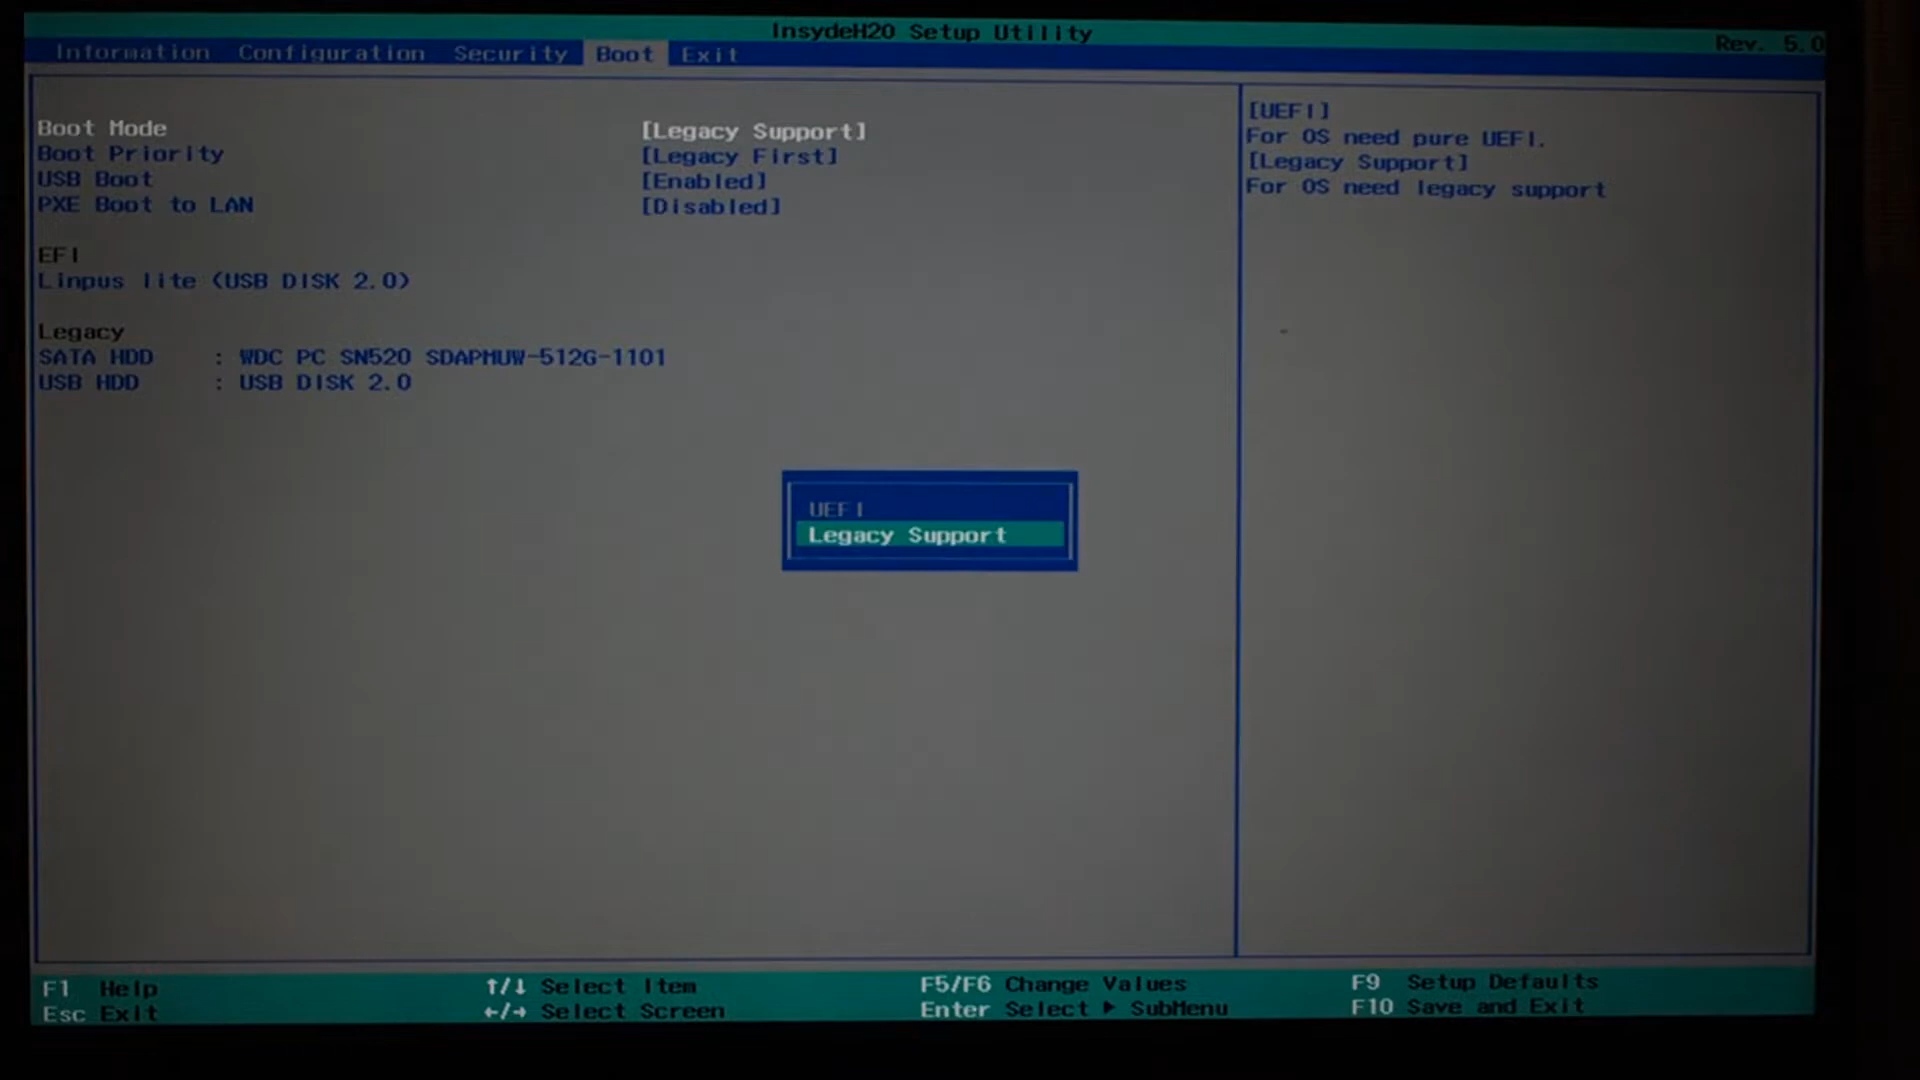 InsydeH20 Setup Utility
Rev. 5.0
Information Configuration Security Boot Exit
Boot Mode [Legacy Support]
Boot Priority [Legacy First]
USB Boot [Enabled]
PXE Boot to LAN [Disabled]
EFI
Linpus lite (USB DISK 2.0)
Legacy
SATA HDD : WDC PC SN520 SDAPMUW-512G-1101
USB HDD : USB DISK 2.0
[UEFI]
For OS need pure UEFI.
[Legacy Support]
For OS need legacy support
UEFI
Legacy Support
F1 Help ↑/↓ Select Item F5/F6 Change Values F9 Setup Defaults
Esc Exit ←/→ Select Screen Enter Select ▶ SubMenu F10 Save and Exit